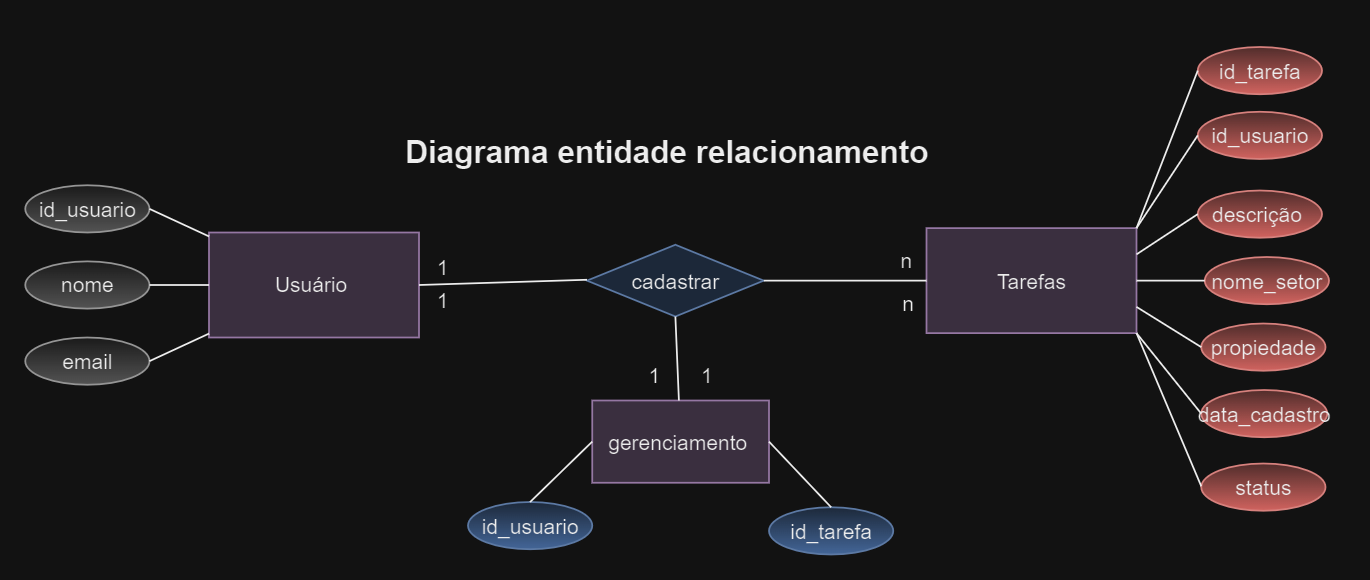 Diagrama entidade relacionamento
id_usuario
nome
email
Usuário
1
1
cadastrar
n
n
Tarefas
id_tarefa
id_usuario
descrição
nome_setor
propiedade
data_cadastro
status
1 1
gerenciamento
id_usuario
id_tarefa